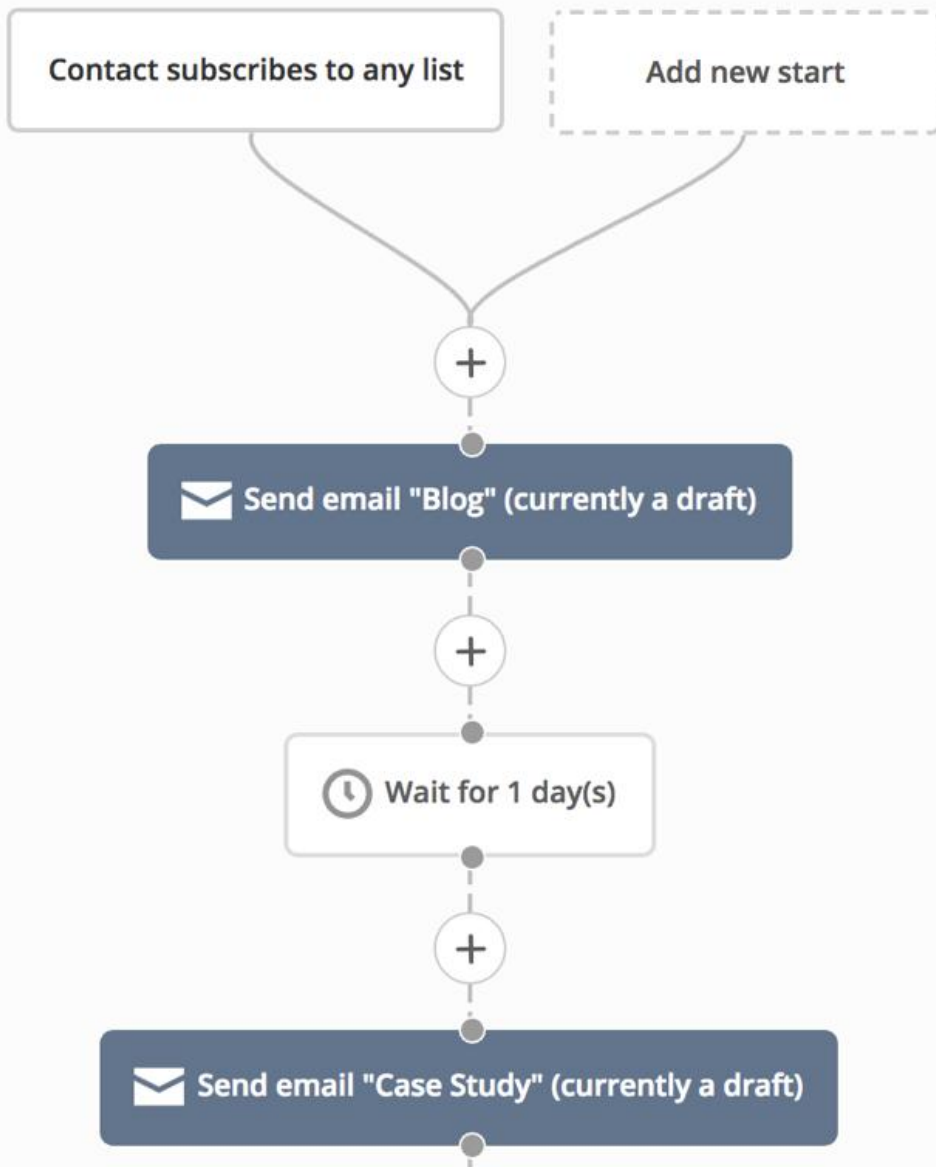 Contact subscribes to any list
Add new start
Send email "Blog" (currently a draft)
Wait for 1 day(s)
Send email "Case Study" (currently a draft)